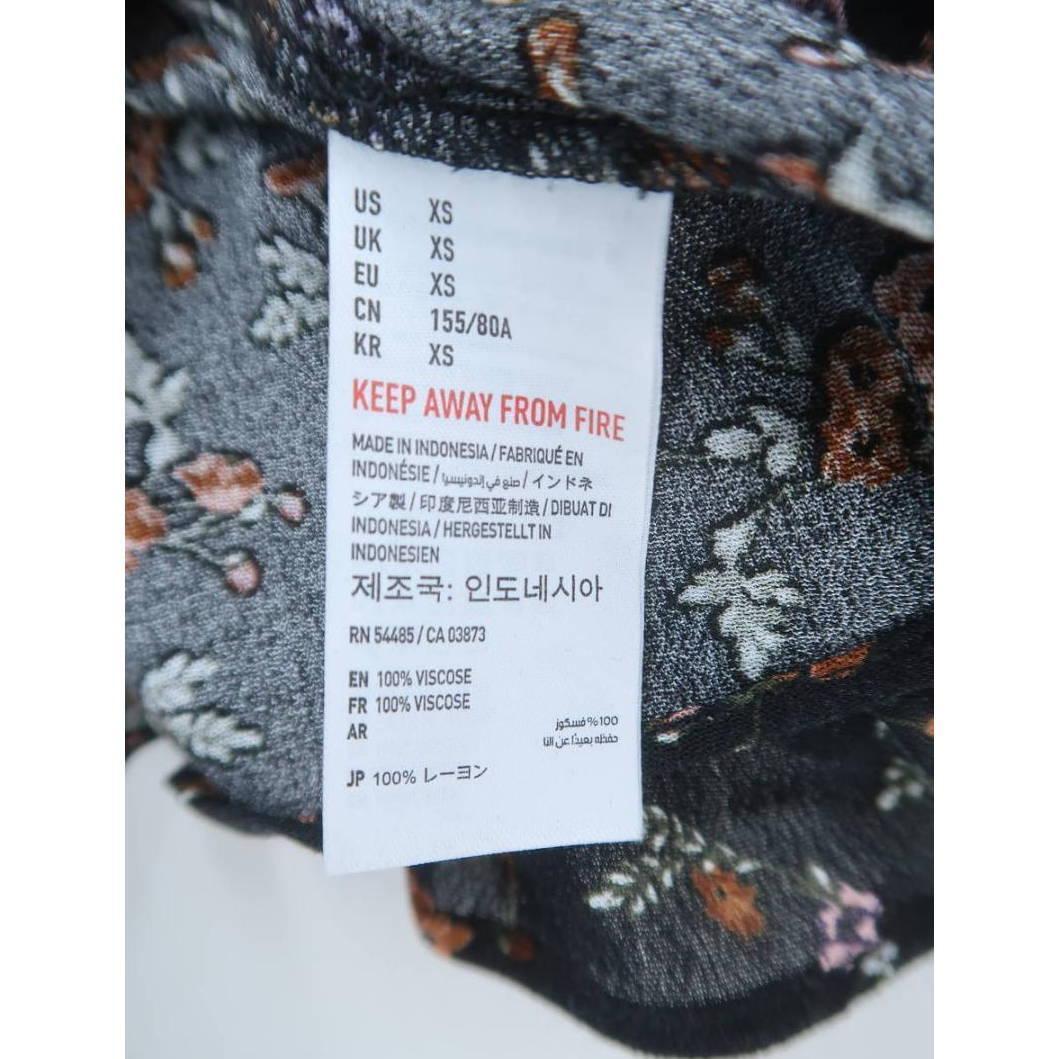 US XS
UK XS
EU XS
CN 155/80A
KR XS
KEEP AWAY FROM FIRE
MADE IN INDONESIA / FABRIQUÉ EN
INDONÉSIE / صنع في إندونيسيا / インドネ
シア製 / 印度尼西亚制造 / DIBUAT DI
INDONESIA / HERGESTELLT IN
INDONESIEN
제조국: 인도네시아
RN 54485 / CA 03873
EN 100% VISCOSE
FR 100% VISCOSE
AR 100% فسكوز
حفظه بعيدًا عن النا
JP 100% レーヨン